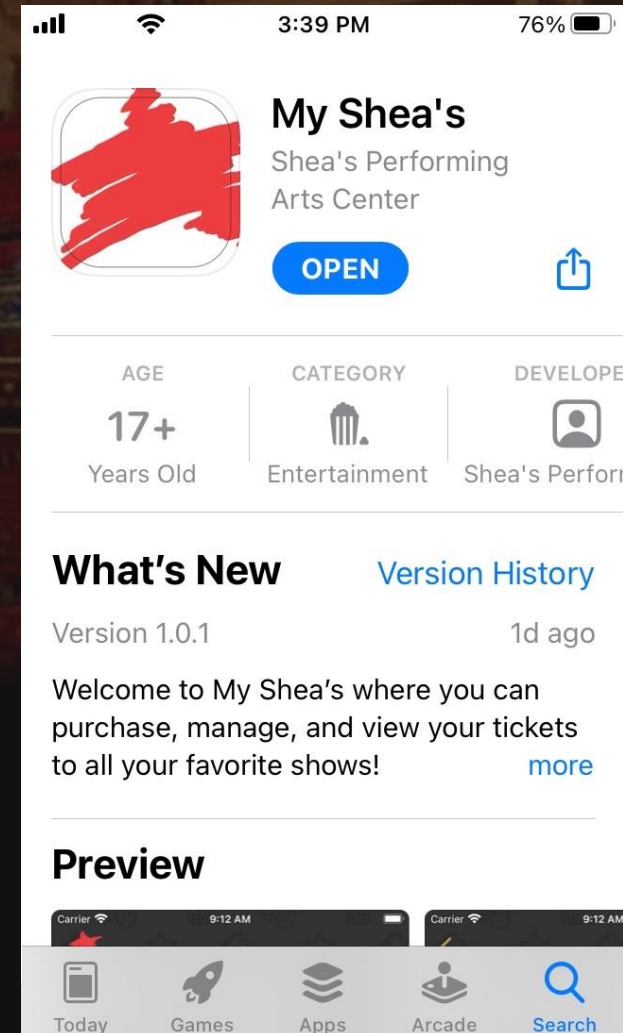 3:39 PM
76%
My Shea's
Shea's Performing
Arts Center
OPEN
AGE
CATEGORY
DEVELOPE
17+
Years Old
Entertainment
Shea's Perforr
What's New
Version History
Version 1.0.1
1d ago
Welcome to My Shea's where you can
purchase, manage, and view your tickets
to all your favorite shows!
more
Preview
Carrier
9:12 AM
Carrier
9:12 AM
Today
Games
Apps
Arcade
Search